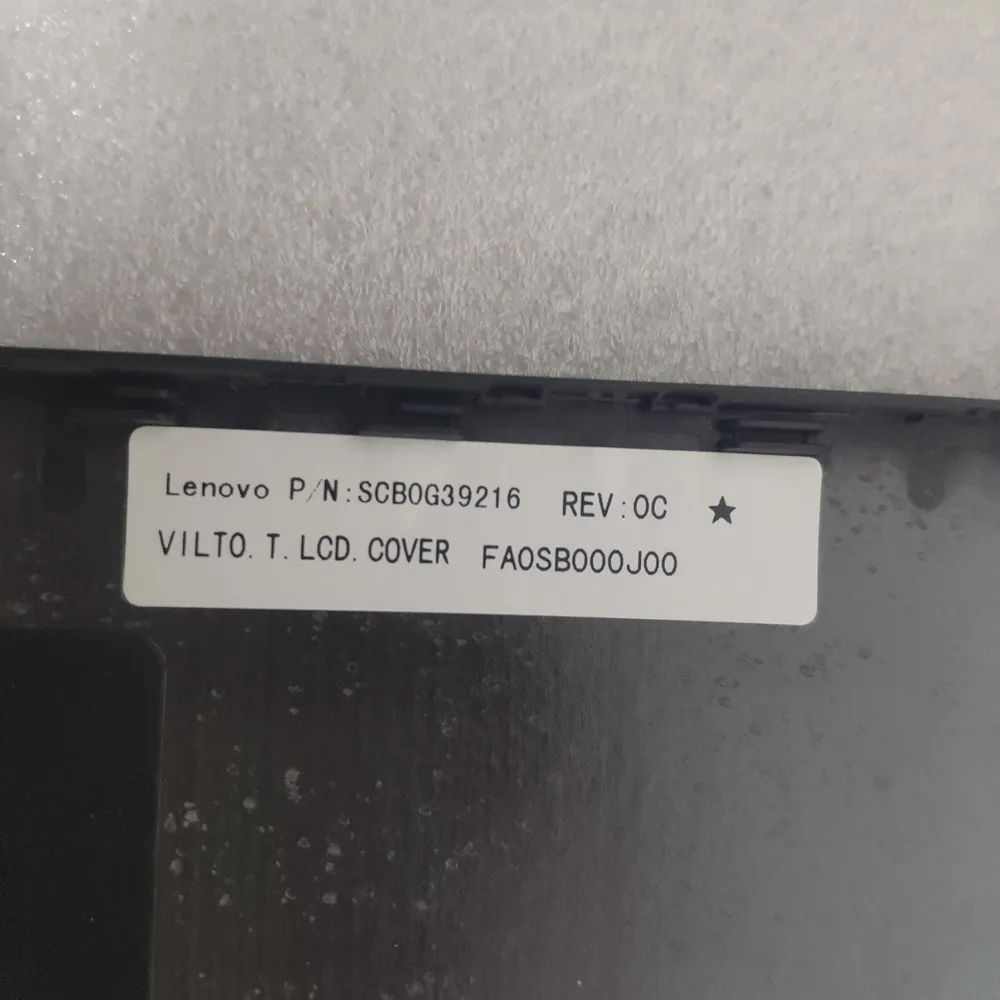 Lenovo P/N:SCB0G39216 REV:0C ★
VILTO.T.LCD.COVER FA0SB000J00